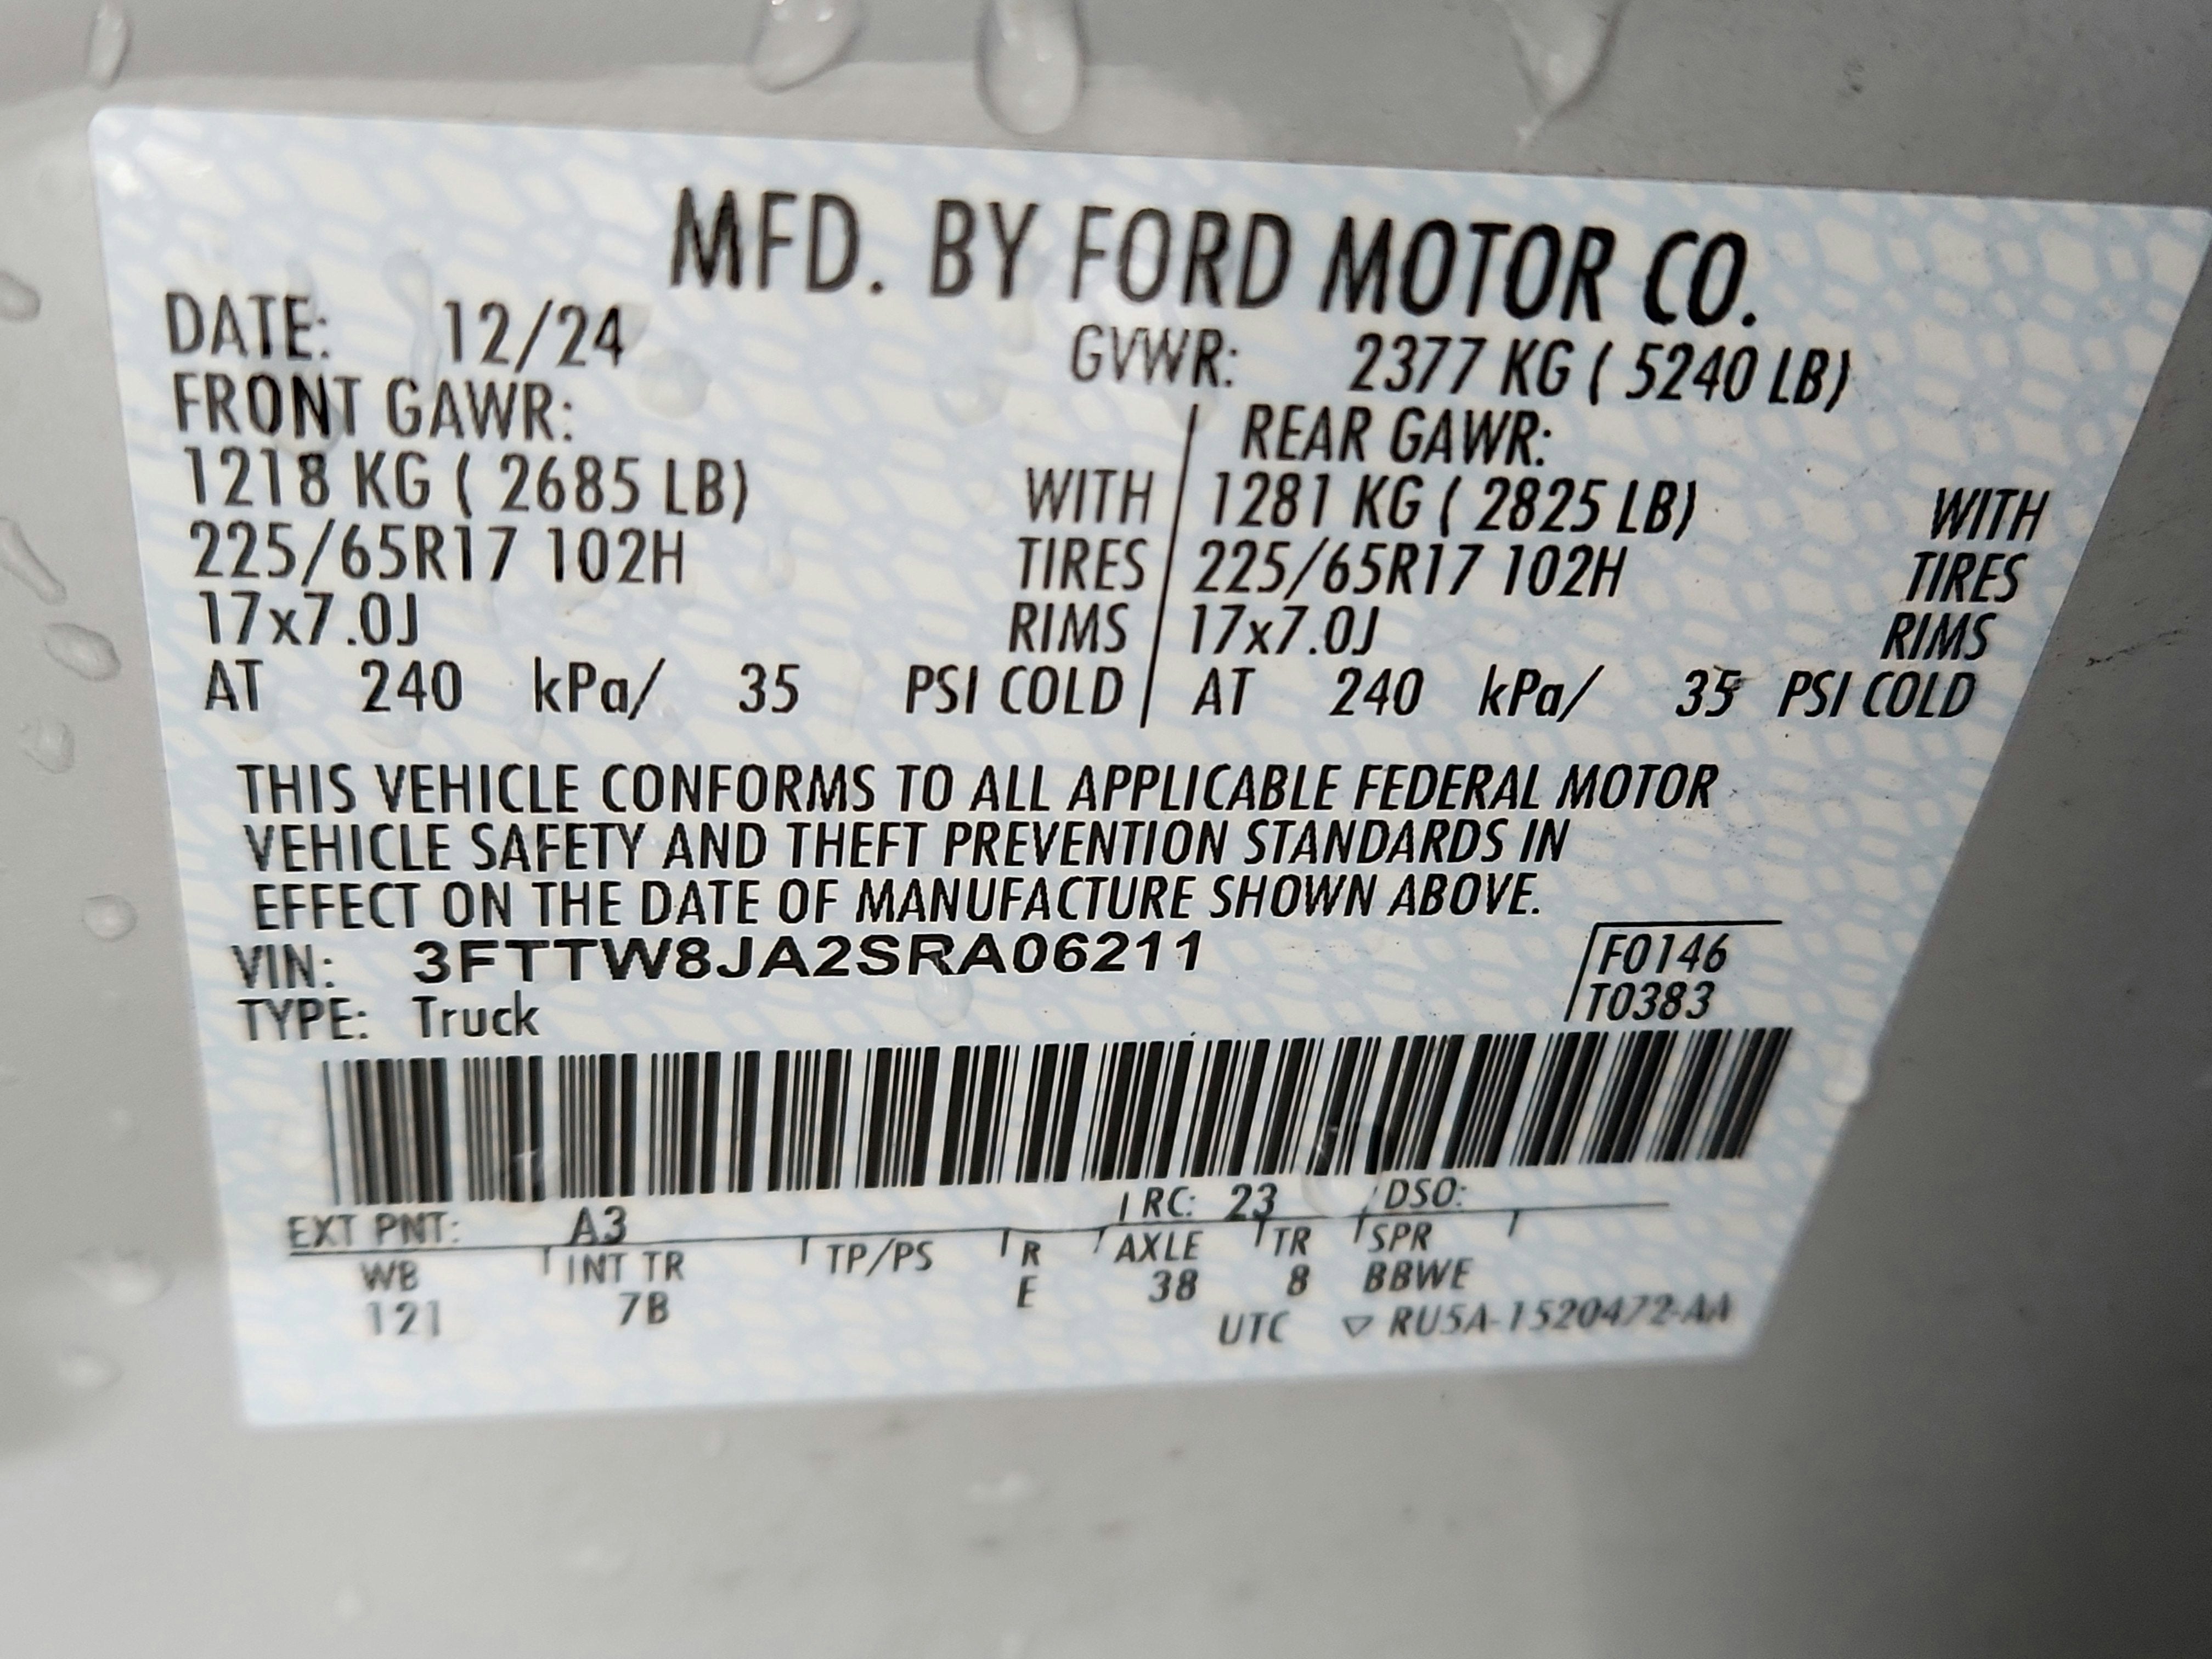 MFD. BY FORD MOTOR CO.
DATE: 12/24 GVWR: 2377 KG ( 5240 LB)
FRONT GAWR: REAR GAWR:
1218 KG ( 2685 LB) WITH 1281 KG ( 2825 LB) WITH
225/65R17 102H TIRES 225/65R17 102H TIRES
17x7.0J RIMS 17x7.0J RIMS
AT 240 kPa/ 35 PSI COLD AT 240 kPa/ 35 PSI COLD
THIS VEHICLE CONFORMS TO ALL APPLICABLE FEDERAL MOTOR
VEHICLE SAFETY AND THEFT PREVENTION STANDARDS IN
EFFECT ON THE DATE OF MANUFACTURE SHOWN ABOVE.
VIN: 3FTTW8JA2SRA06211 F0146
TYPE: Truck T0383
EXT PNT: A3 RC: 23 DSO:
WB INT TR TP/PS R AXLE TR SPR
121 7B E 38 8 BBWE
UTC ▽ RU5A-1520472-AA